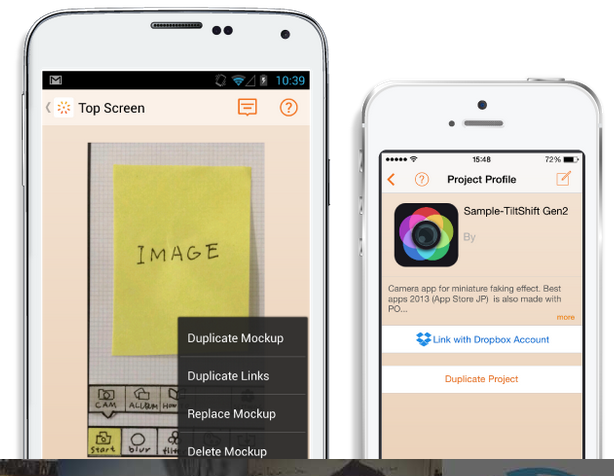 10:39
Top Screen
IMAGE
Duplicate Mockup
Duplicate Links
Replace Mockup
Delete Mockup
CAM
ALBUM
Start
blur
15:48
72%
Project Profile
Sample-TiltShift Gen2
By
Camera app for miniature faking effect. Best
apps 2013 (App Store JP) is also made with
PO...
more
Link with Dropbox Account
Duplicate Project